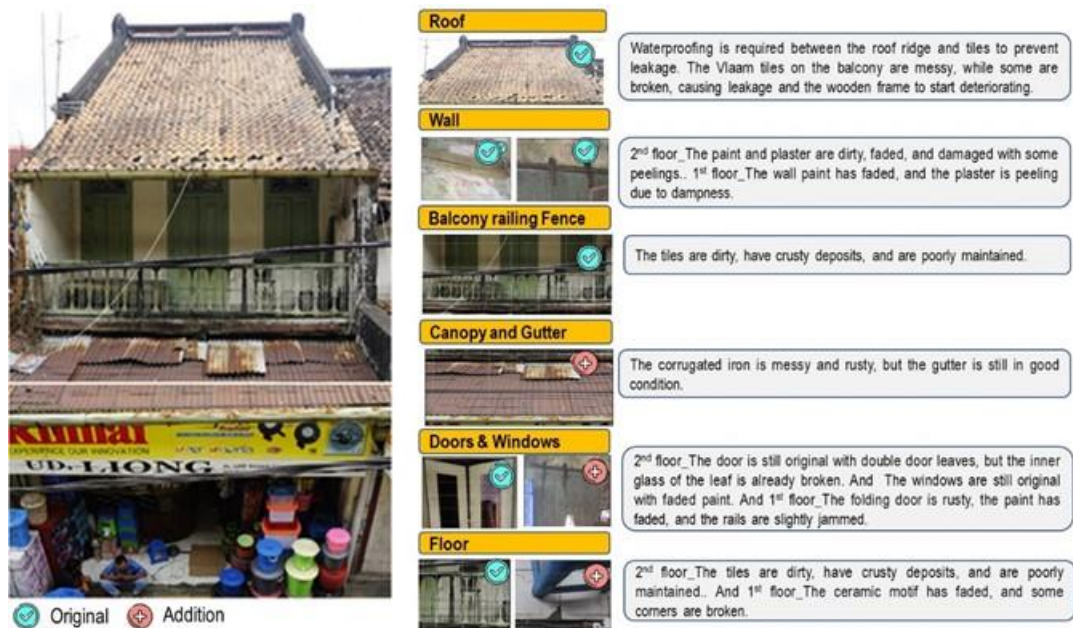 Roof
Waterproofing is required between the roof ridge and tiles to prevent
leakage. The Vlaam tiles on the balcony are messy, while some are
broken, causing leakage and the wooden frame to start deteriorating.
Wall
2nd floor_The paint and plaster are dirty, faded, and damaged with some
peelings.. 1st floor_The wall paint has faded, and the plaster is peeling
due to dampness.
Balcony railing Fence
The tiles are dirty, have crusty deposits, and are poorly maintained.
Canopy and Gutter
The corrugated iron is messy and rusty, but the gutter is still in good
condition.
Doors & Windows
2nd floor_The door is still original with double door leaves, but the inner
glass of the leaf is already broken. And The windows are still original
with faded paint. And 1st floor_The folding door is rusty, the paint has
faded, and the rails are slightly jammed.
Floor
2nd floor_The tiles are dirty, have crusty deposits, and are poorly
maintained.. And 1st floor_The ceramic motif has faded, and some
corners are broken.
Rinnai
EXPERIENCE OUR INNOVATION
UD. LIONG
Original
Addition